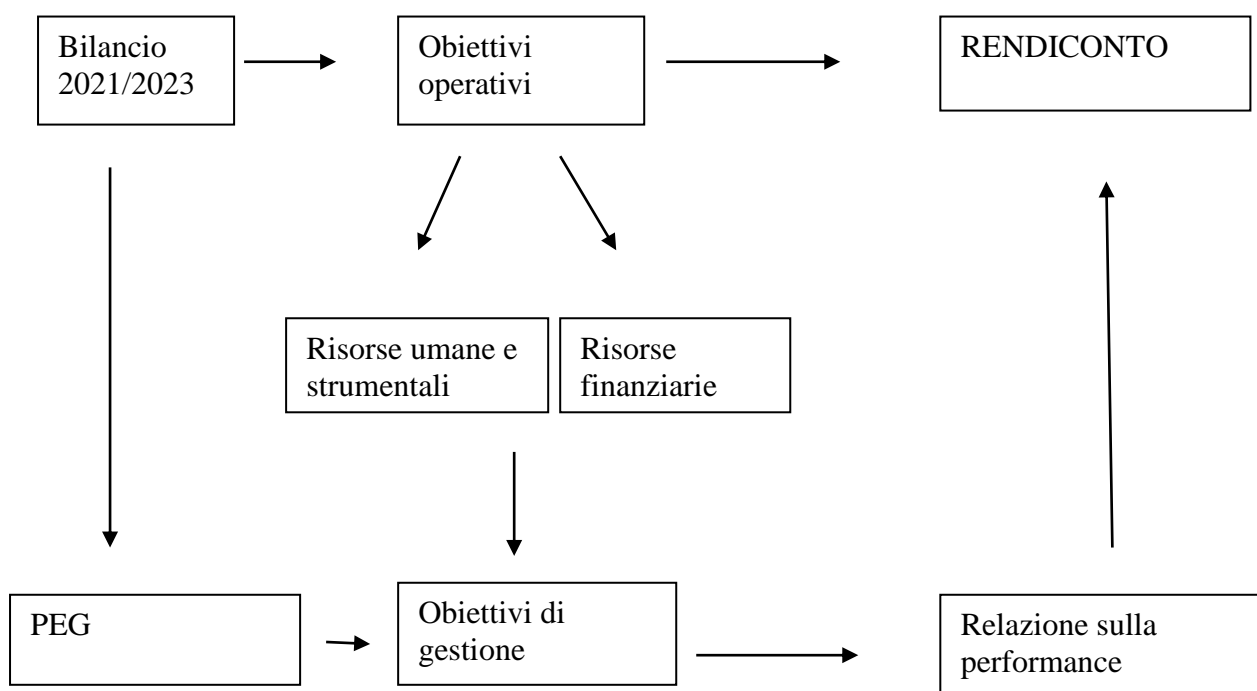 Bilancio
2021/2023
Obiettivi
operativi
RENDICONTO
Risorse umane e
strumentali
Risorse
finanziarie
PEG
Obiettivi di
gestione
Relazione sulla
performance